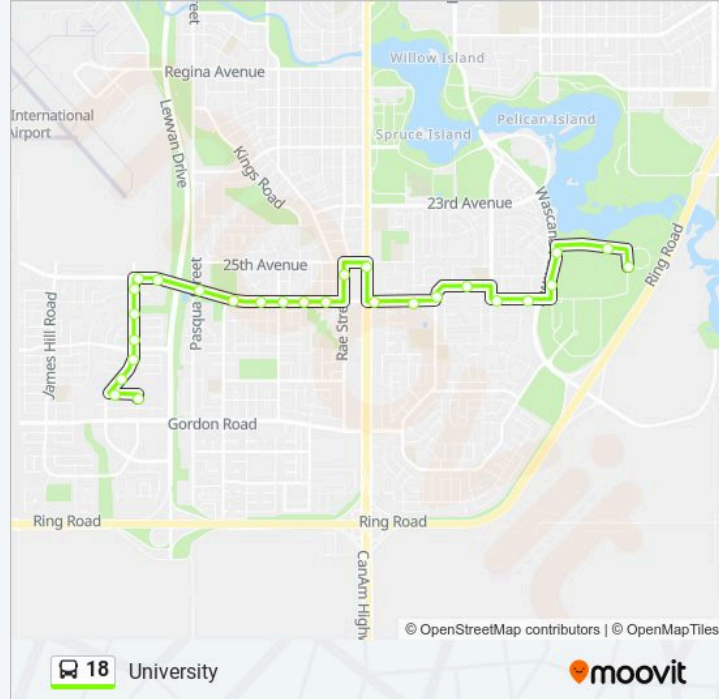 Regina Avenue
Willow Island
Pelican Island
International
Airport
Spruce Island
Lewvan Drive
Kings Road
23rd Avenue
Wascan
25th Avenue
Pasqua Street
Ring Road
James Hill Road
Rae Stre
Gordon Road
Ring Road
Ring Road
CanAm High
© OpenStreetMap contributors | © OpenMapTiles
18 University
moovit